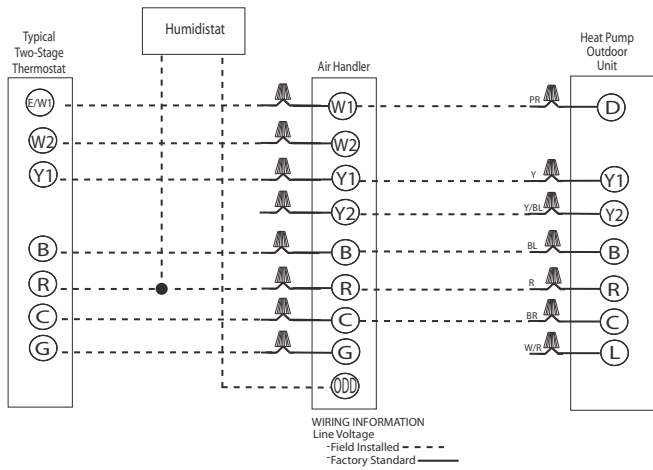 Typical
Two-Stage
Thermostat
Humidistat
Air Handler
Heat Pump
Outdoor
Unit
E/W1
W1
PR
D
W2
W2
Y1
Y1
Y
Y1
Y2
Y/BL
Y2
B
B
BL
B
R
R
R
R
C
C
BR
C
G
G
W/R
L
ODD
WIRING INFORMATION
Line Voltage
-Field Installed
-Factory Standard